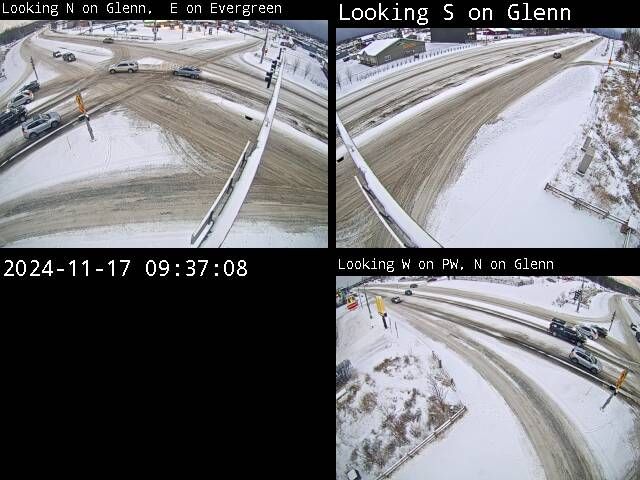 Looking N on Glenn,  E on Evergreen
Looking S on Glenn
2024-11-17 09:37:08
Looking W on PW, N on Glenn